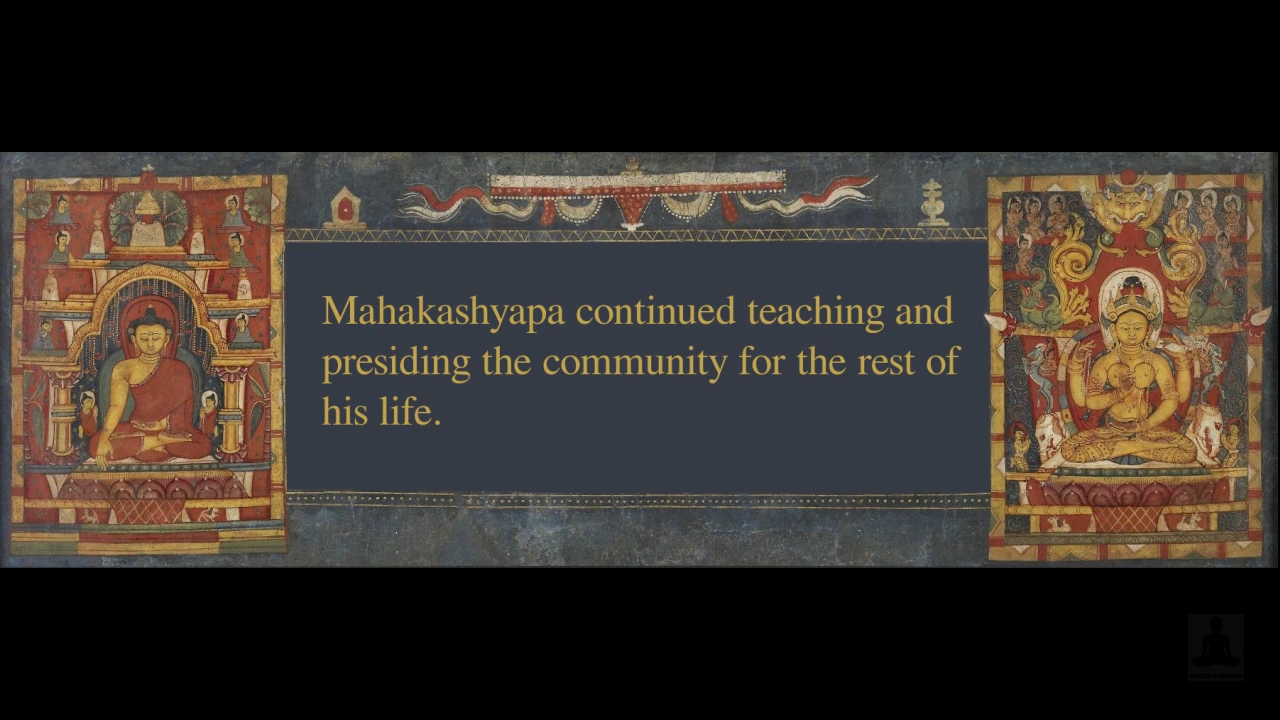 Mahakashyapa continued teaching and
presiding the community for the rest of
his life.